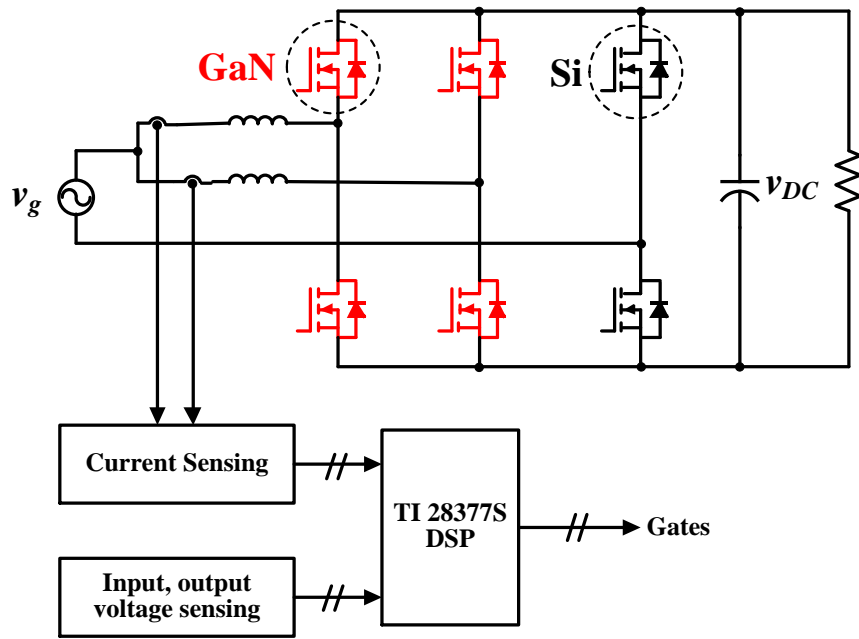 GaN
Si
v_g
v_DC
Current Sensing
TI 28377S
DSP
Gates
Input, output
voltage sensing